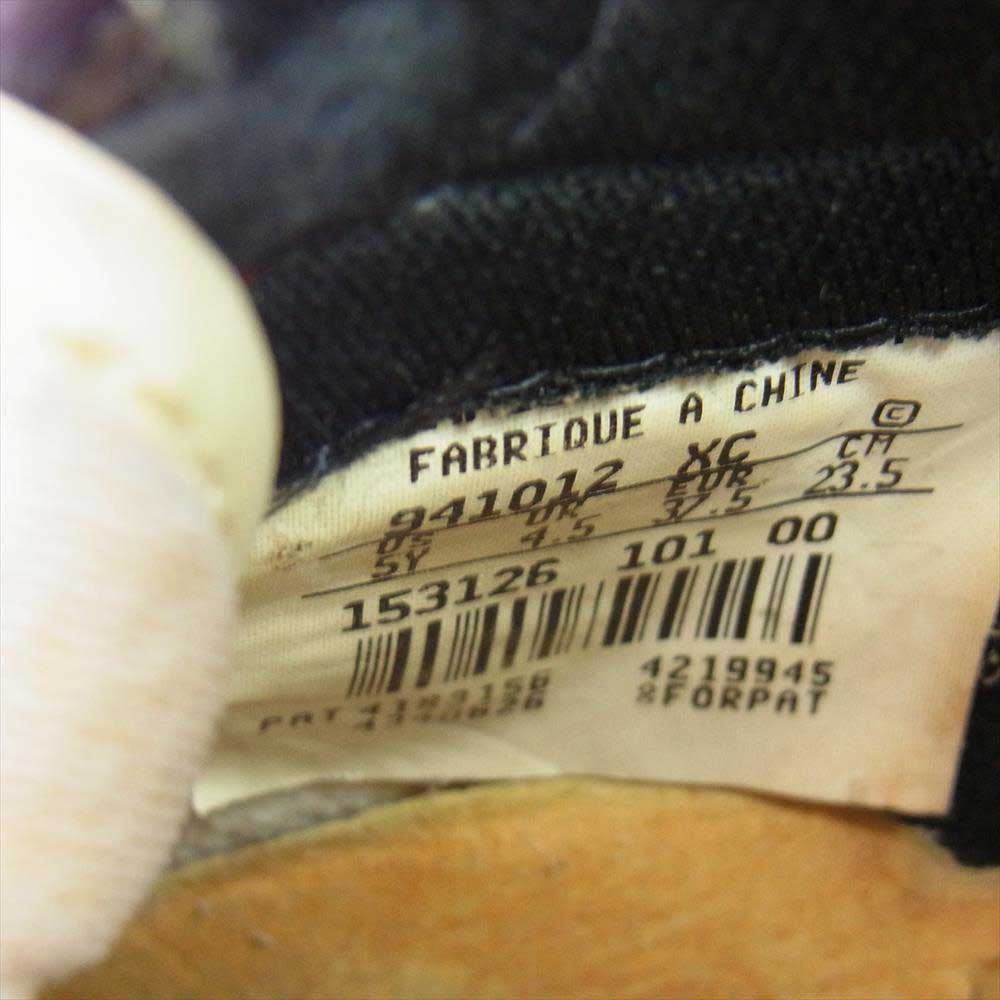 FABRIQUE A CHINE ©
941012 XC
US UK EUR CM
5Y 4.5 37.5 23.5
153126 101 00
4219945
PAT &FORPAT